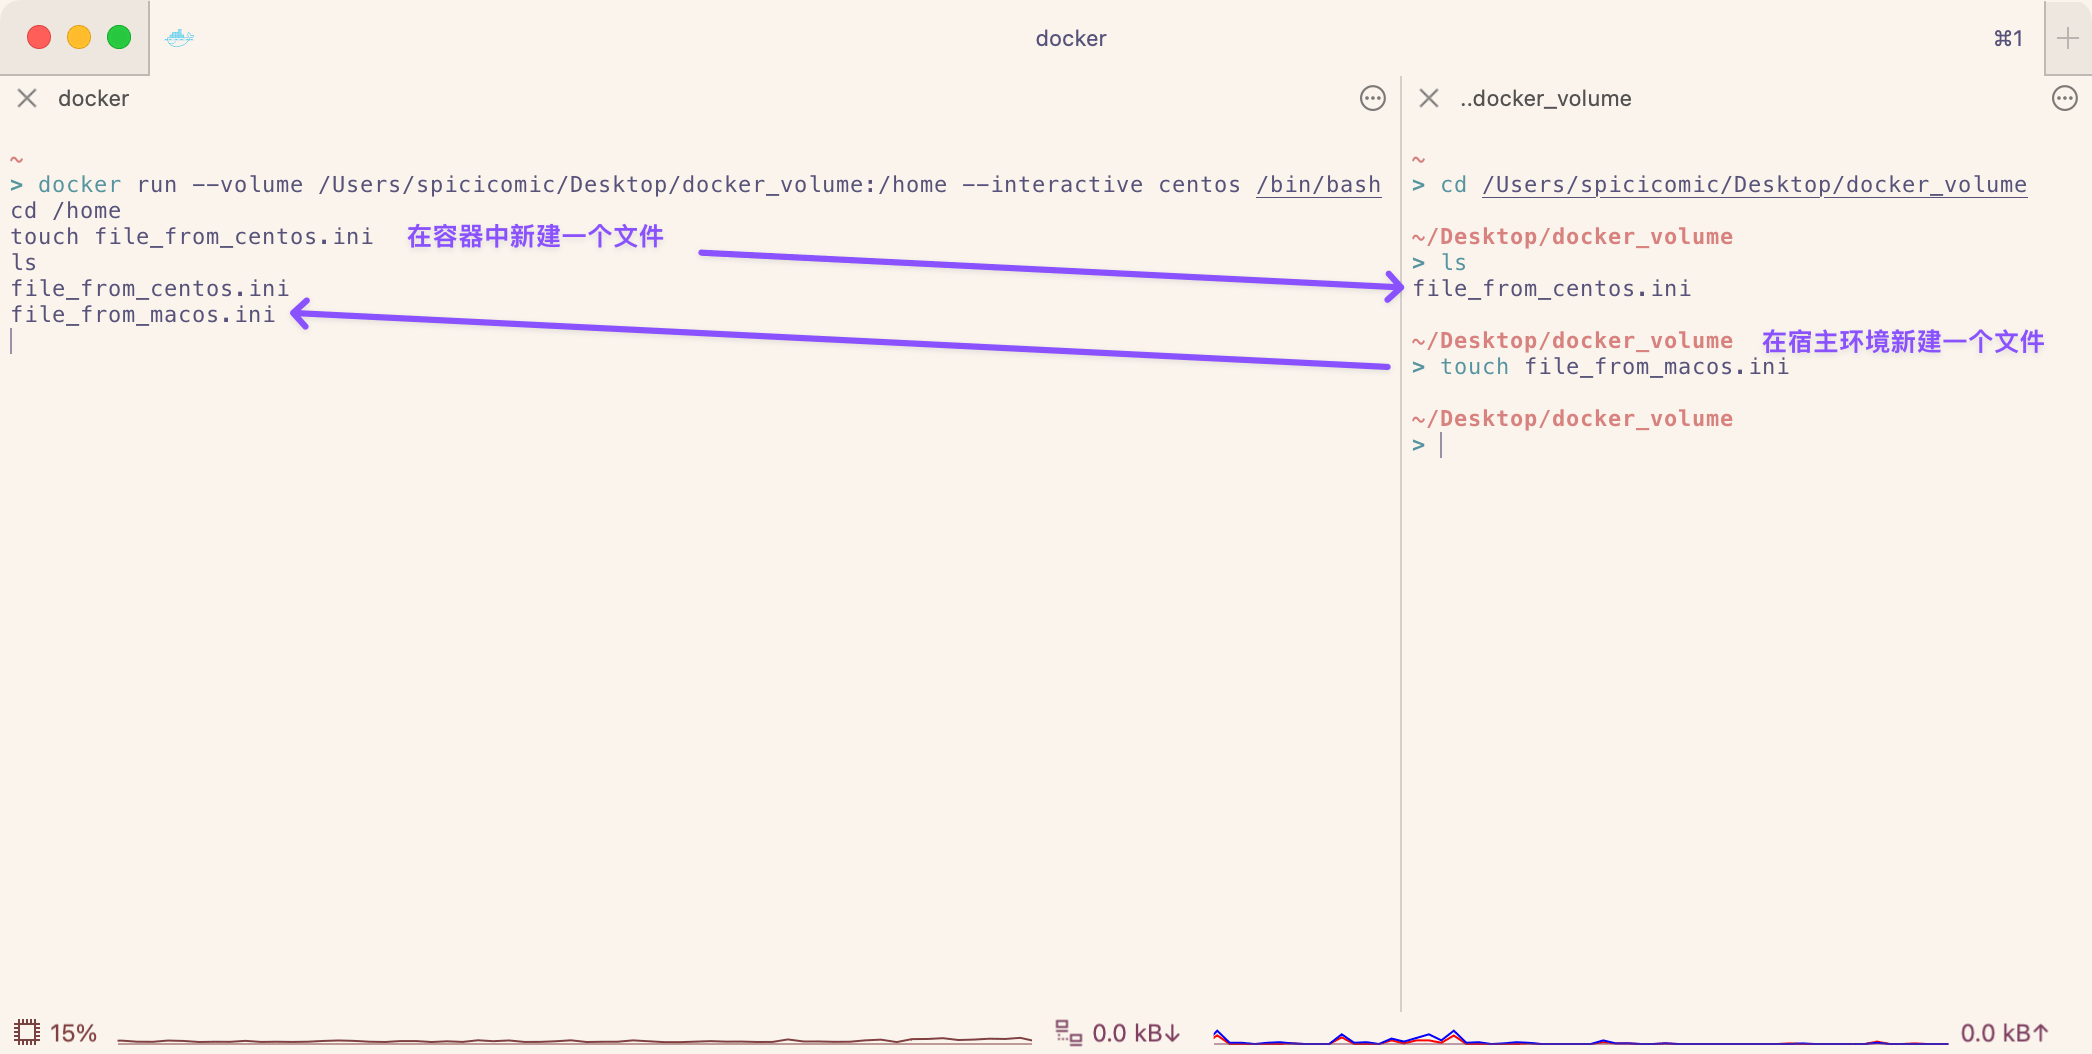 docker
⌘1
docker
~
> docker run --volume /Users/spicicomic/Desktop/docker_volume:/home --interactive centos /bin/bash
cd /home
touch file_from_centos.ini 在容器中新建一个文件
ls
file_from_centos.ini
file_from_macos.ini
..docker_volume
~
> cd /Users/spicicomic/Desktop/docker_volume
~/Desktop/docker_volume
> ls
file_from_centos.ini
~/Desktop/docker_volume 在宿主环境新建一个文件
> touch file_from_macos.ini
~/Desktop/docker_volume
>
15%
0.0 kB↓
0.0 kB↑